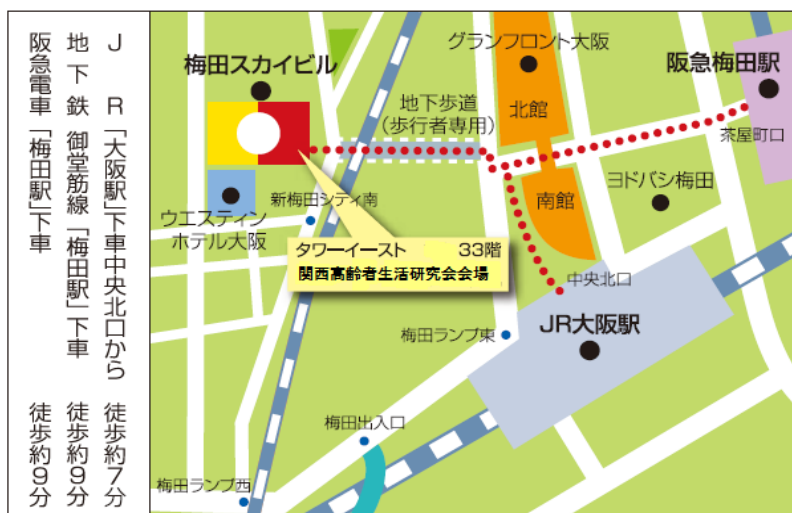 JR「大阪駅」下車中央北口から 徒歩約7分
地下鉄 御堂筋線「梅田駅」下車 徒歩約9分
阪急電車「梅田駅」下車 徒歩約9分
梅田スカイビル
グランフロント大阪
阪急梅田駅
北館
地下歩道
(歩行者専用)
茶屋町口
ヨドバシ梅田
南館
新梅田シティ南
ウエスティン
ホテル大阪
タワーイースト 33階
関西高齢者生活研究会会場
中央北口
JR大阪駅
梅田ランプ東
梅田出入口
梅田ランプ西